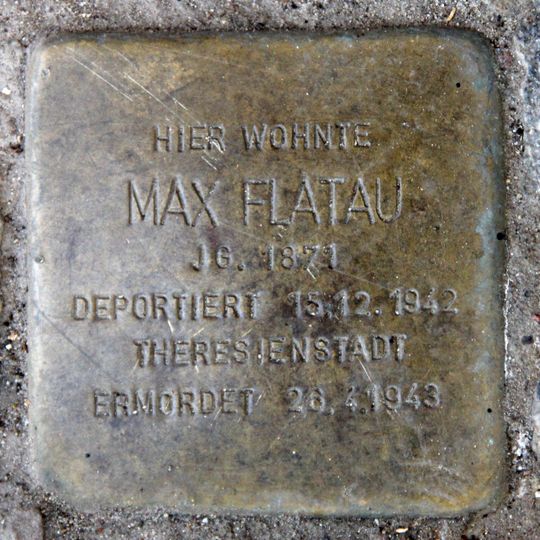 HIER WOHNTE
MAX FLATAU
JG. 1871
DEPORTIERT 15.12.1942
THERESIENSTADT
ERMORDET 28.4.1943